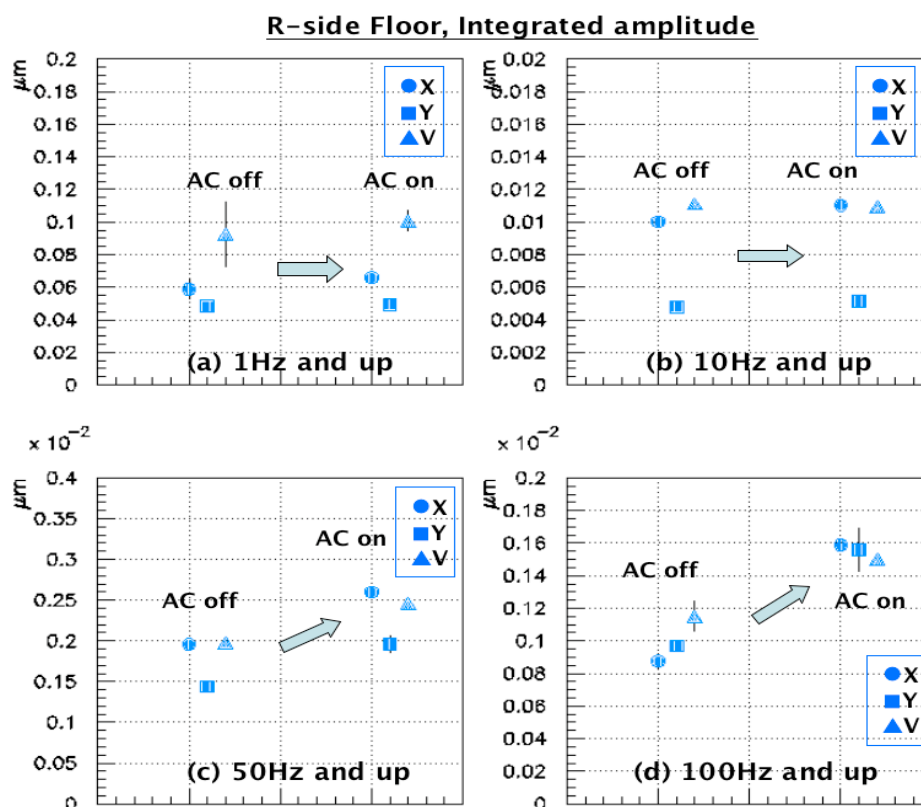 R-side Floor, Integrated amplitude
μm
0.2
0.18
0.16
0.14
0.12
0.1
0.08
0.06
0.04
0.02
0
X
Y
V
AC off
AC on
(a) 1Hz and up
μm
0.02
0.018
0.016
0.014
0.012
0.01
0.008
0.006
0.004
0.002
0
X
Y
V
AC off
AC on
(b) 10Hz and up
x 10⁻²
μm
0.4
0.35
0.3
0.25
0.2
0.15
0.1
0.05
0
X
Y
V
AC on
AC off
(c) 50Hz and up
x 10⁻²
μm
0.2
0.18
0.16
0.14
0.12
0.1
0.08
0.06
0.04
0.02
0
AC off
AC on
X
Y
V
(d) 100Hz and up